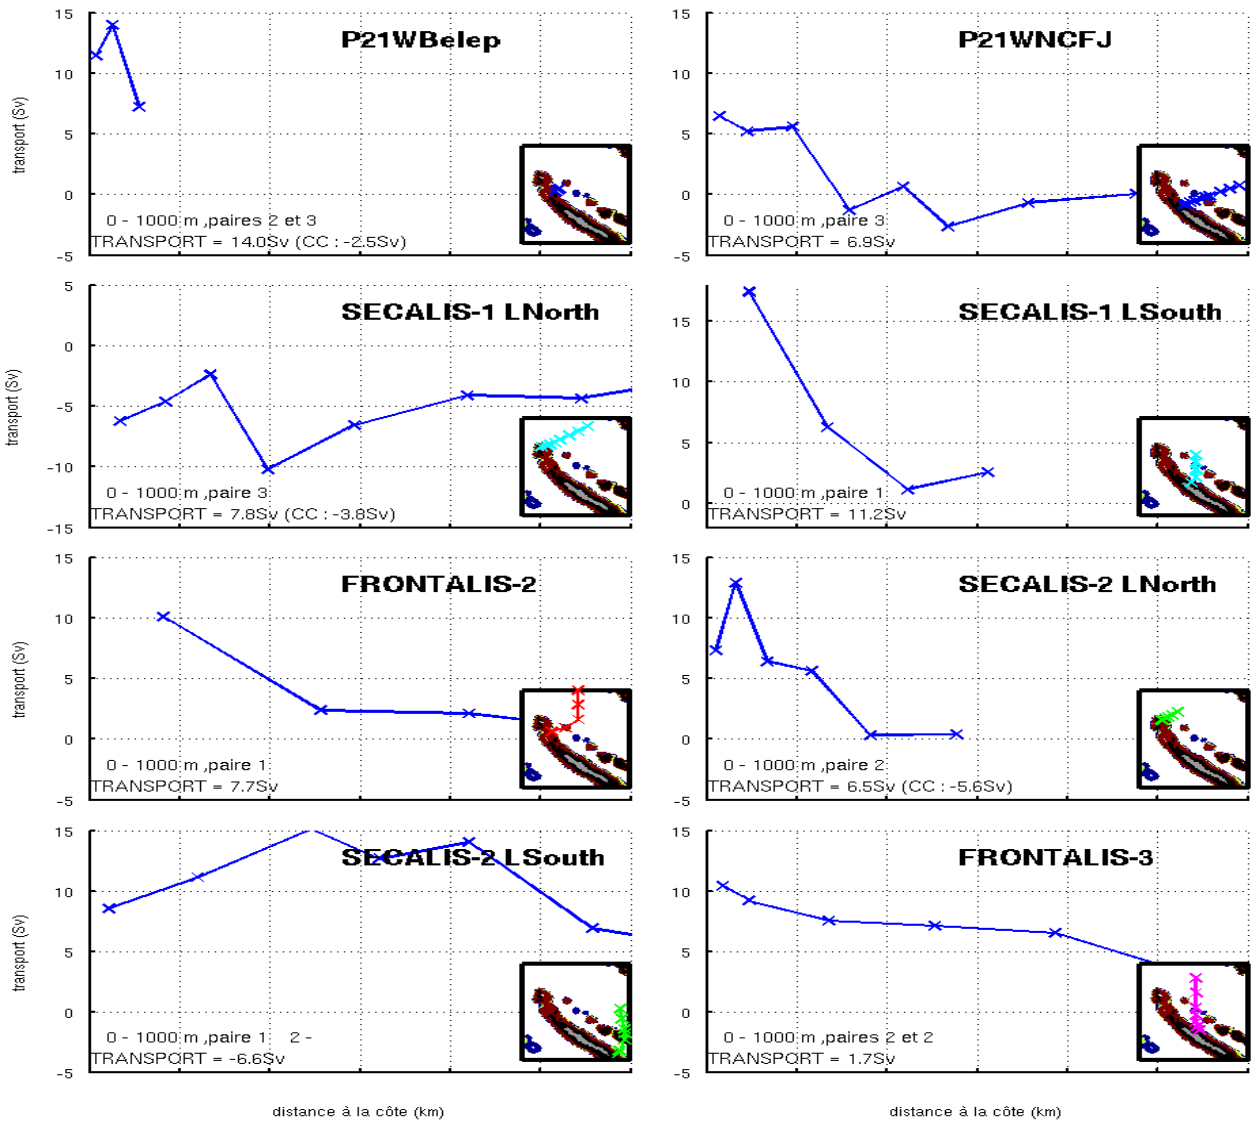 P21WBelep
15
10
5
0
-5
transport (Sv)
0 - 1000 m ,paires 2 et 3
TRANSPORT = 14.0Sv (CC : -2.5Sv)
P21WNCFJ
15
10
5
0
-5
0 - 1000 m ,paire 3
TRANSPORT = 6.9Sv
SECALIS-1 LNorth
5
0
-5
-10
-15
transport (Sv)
0 - 1000 m ,paire 3
TRANSPORT = 7.8Sv (CC : -3.8Sv)
SECALIS-1 LSouth
15
10
5
0
0 - 1000 m ,paire 1
TRANSPORT = 11.2Sv
FRONTALIS-2
15
10
5
0
-5
transport (Sv)
0 - 1000 m ,paire 1
TRANSPORT = 7.7Sv
SECALIS-2 LNorth
15
10
5
0
-5
0 - 1000 m ,paire 2
TRANSPORT = 6.5Sv (CC : -5.6Sv)
SECALIS-2 LSouth
15
10
5
0
-5
transport (Sv)
0 - 1000 m ,paire 1 2 -
TRANSPORT = -6.6Sv
distance à la côte (km)
FRONTALIS-3
15
10
5
0
-5
0 - 1000 m ,paires 2 et 2
TRANSPORT = 1.7Sv
distance à la côte (km)